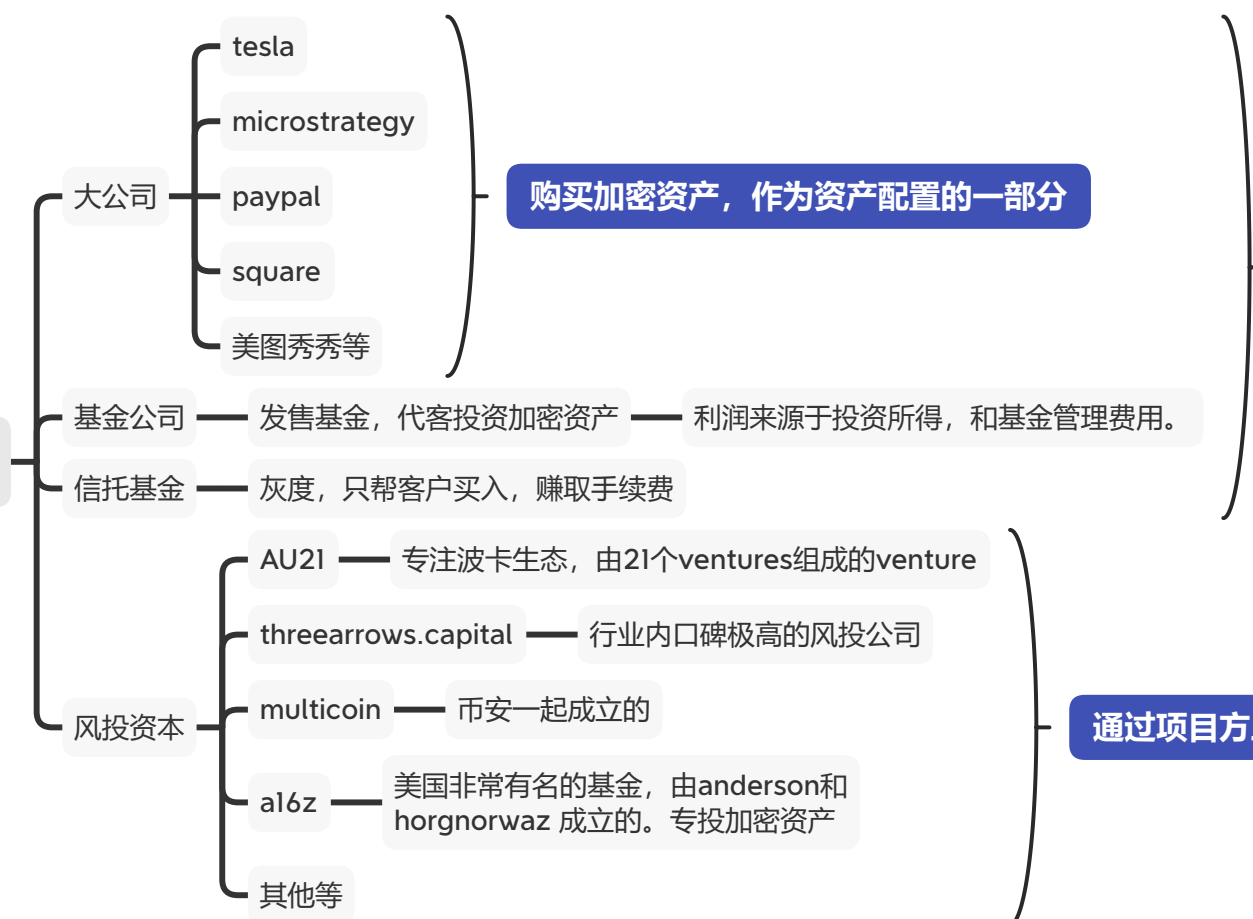 tesla
microstrategy
大公司
paypal
square
美图秀秀等
购买加密资产，作为资产配置的一部分
基金公司
发售基金，代客投资加密资产
利润来源于投资所得，和基金管理费用。
信托基金
灰度，只帮客户买入，赚取手续费
风投资本
AU21
专注波卡生态，由21个ventures组成的venture
threearrows.capital
行业内口碑极高的风投公司
multicoin
币安一起成立的
a16z
美国非常有名的基金，由anderson和
horgnorwaz 成立的。专投加密资产
其他等
通过项目方